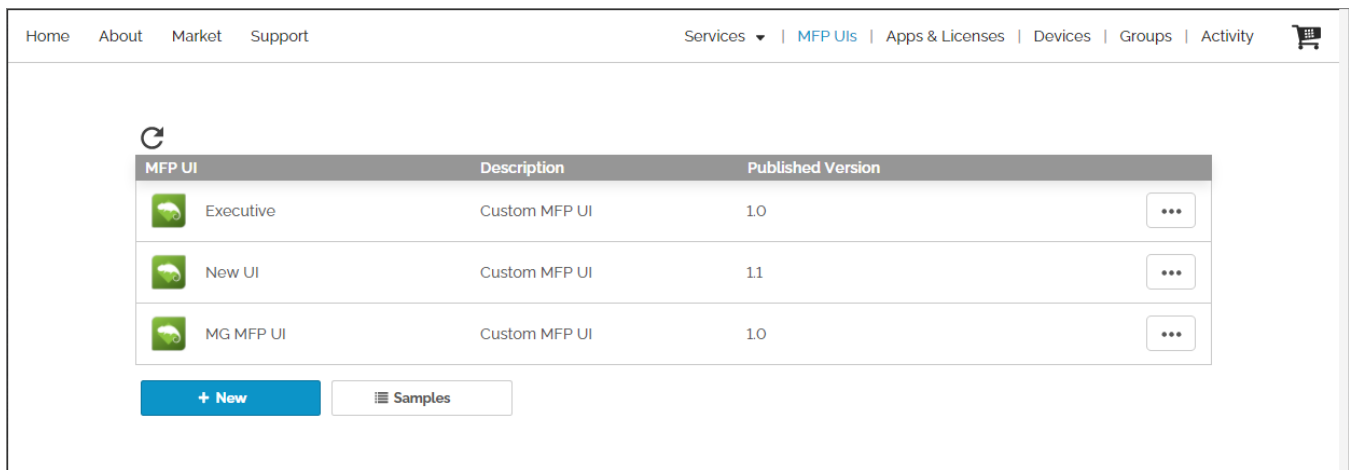 Home About Market Support Services | MFP UIs | Apps & Licenses | Devices | Groups | Activity
MFP UI Description Published Version
Executive Custom MFP UI 1.0
New UI Custom MFP UI 1.1
MG MFP UI Custom MFP UI 1.0
+ New Samples